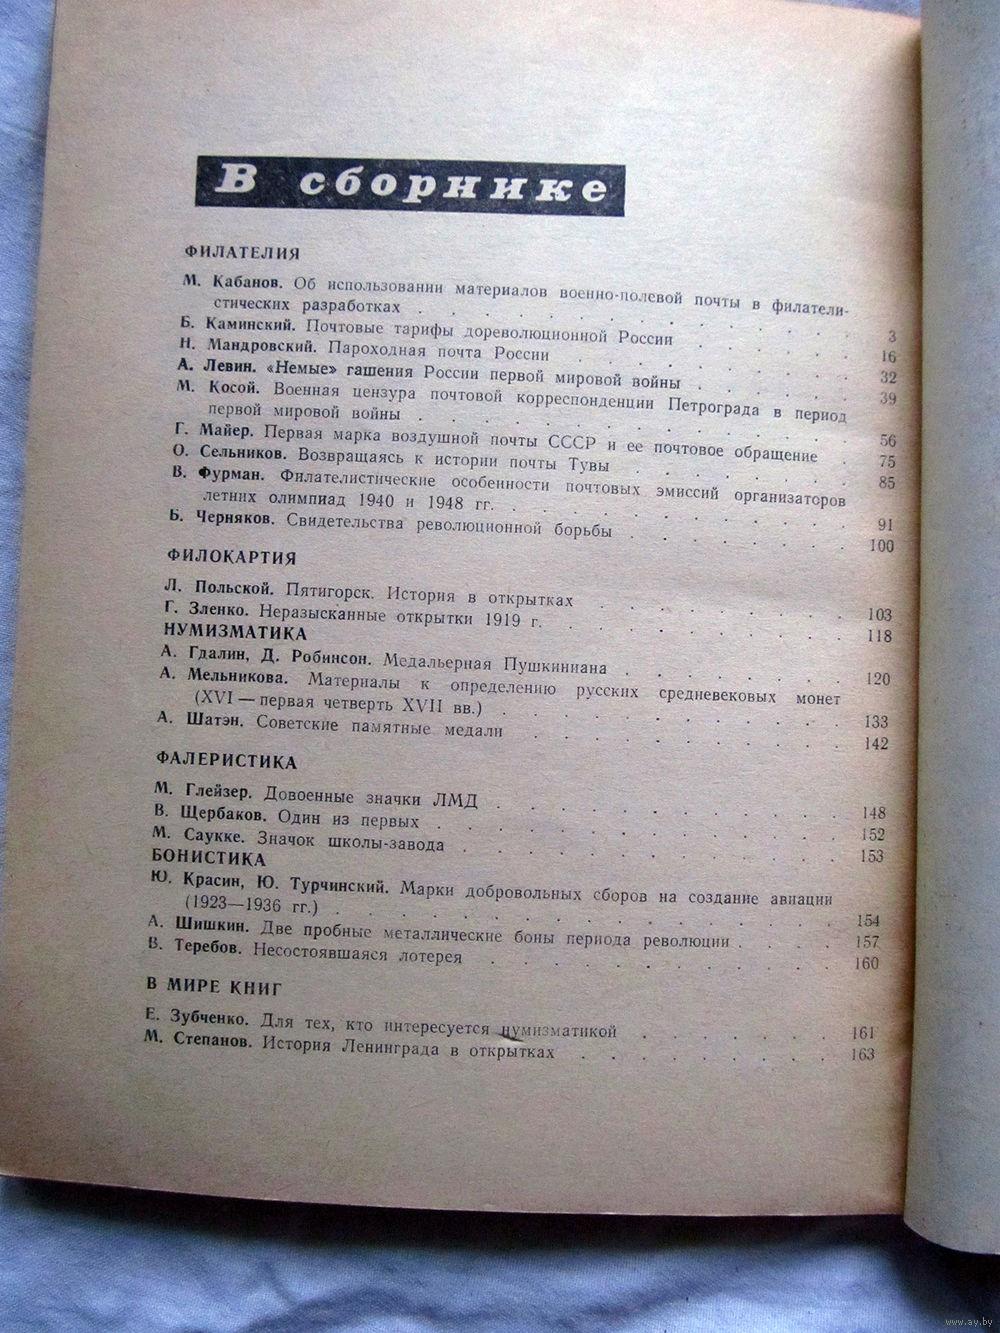 В сборнике
ФИЛАТЕЛИЯ
М. Кабанов. Об использовании материалов военно-полевой почты в филатели-
стических разработках . . . . . . . . . . . . 3
Б. Каминский. Почтовые тарифы дореволюционной России . . . . . 16
Н. Мандровский. Пароходная почта России . . . . . . . . 32
А. Левин. «Немые» гашения России первой мировой войны . . . . . 39
М. Косой. Военная цензура почтовой корреспонденции Петрограда в период
первой мировой войны . . . . . . . . . . . . 56
Г. Майер. Первая марка воздушной почты СССР и ее почтовое обращение . 75
О. Сельников. Возвращаясь к истории почты Тувы . . . . . . 85
В. Фурман. Филателистические особенности почтовых эмиссий организаторов
летних олимпиад 1940 и 1948 гг. . . . . . . . . . . 91
Б. Черняков. Свидетельства революционной борьбы . . . . . . 100
ФИЛОКАРТИЯ
Л. Польской. Пятигорск. История в открытках . . . . . . . 103
Г. Зленко. Неразысканные открытки 1919 г. . . . . . . . . 118
НУМИЗМАТИКА
А. Гдалин, Д. Робинсон. Медальерная Пушкиниана . . . . . . 120
А. Мельникова. Материалы к определению русских средневековых монет
(XVI — первая четверть XVII вв.) . . . . . . . . . . 133
А. Шатэн. Советские памятные медали . . . . . . . . . 142
ФАЛЕРИСТИКА
М. Глейзер. Довоенные значки ЛМД . . . . . . . . . . 148
В. Щербаков. Один из первых . . . . . . . . . . . 152
М. Саукке. Значок школы-завода . . . . . . . . . . 153
БОНИСТИКА
Ю. Красин, Ю. Турчинский. Марки добровольных сборов на создание авиации
(1923—1936 гг.) . . . . . . . . . . . . . . 154
А. Шишкин. Две пробные металлические боны периода революции . . . . 157
В. Теребов. Несостоявшаяся лотерея . . . . . . . . . . 160
В МИРЕ КНИГ
Е. Зубченко. Для тех, кто интересуется нумизматикой . . . . . . 161
М. Степанов. История Ленинграда в открытках . . . . . . . 163
www.ay.by